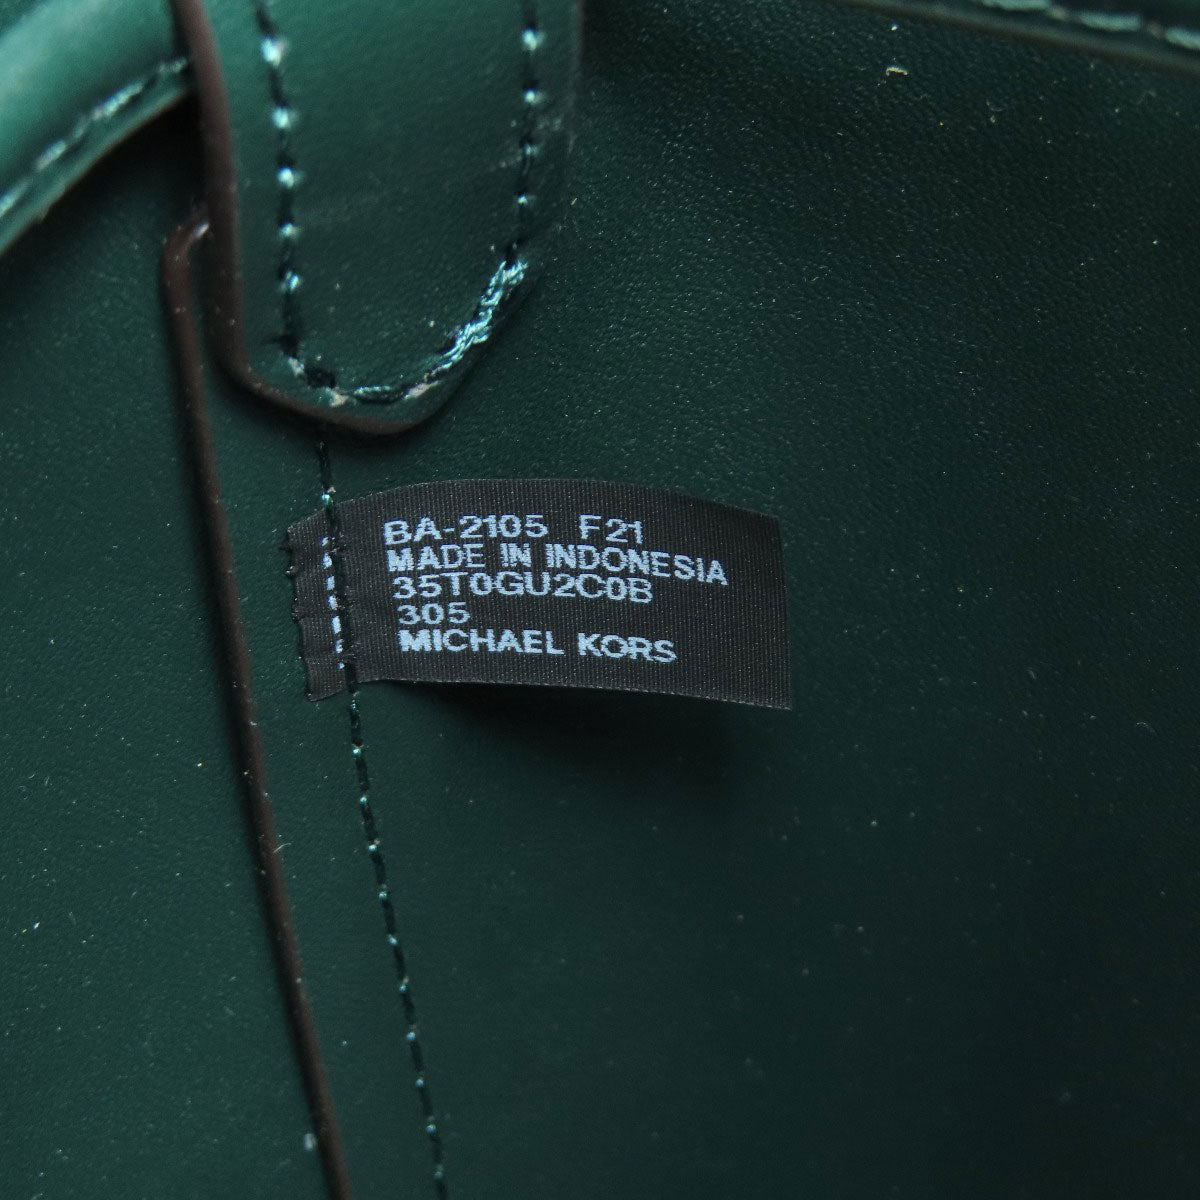 BA-2105 F21
MADE IN INDONESIA
35T0GU2C0B
305
MICHAEL KORS